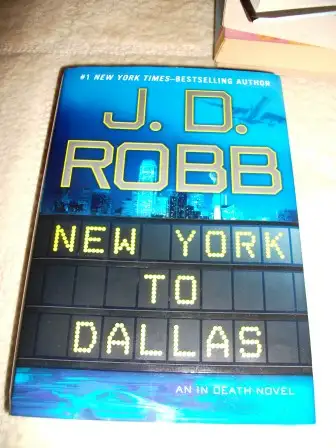 #1 NEW YORK TIMES–BESTSELLING AUTHOR
J. D.
ROBB
NEW YORK
TO
DALLAS
AN IN DEATH NOVEL